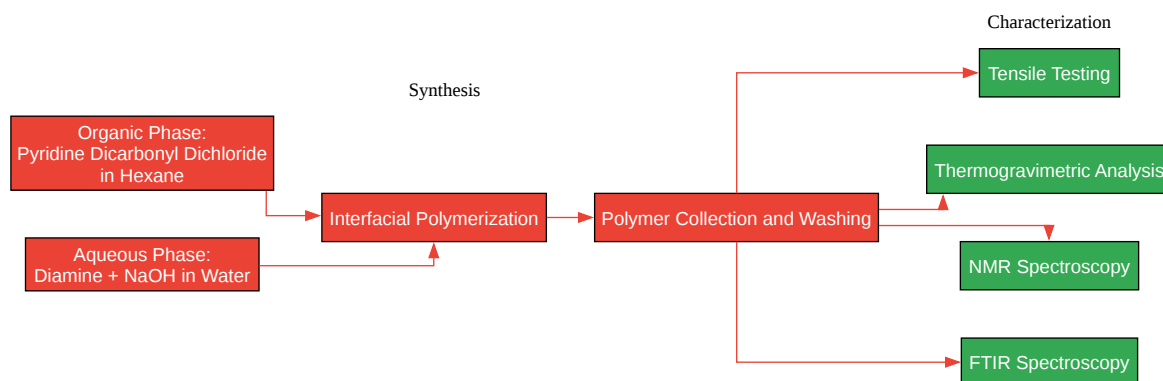 Characterization
Tensile Testing
Synthesis
Organic Phase:
Pyridine Dicarbonyl Dichloride
in Hexane
Thermogravimetric Analysis
Interfacial Polymerization
Polymer Collection and Washing
Aqueous Phase:
Diamine + NaOH in Water
NMR Spectroscopy
FTIR Spectroscopy